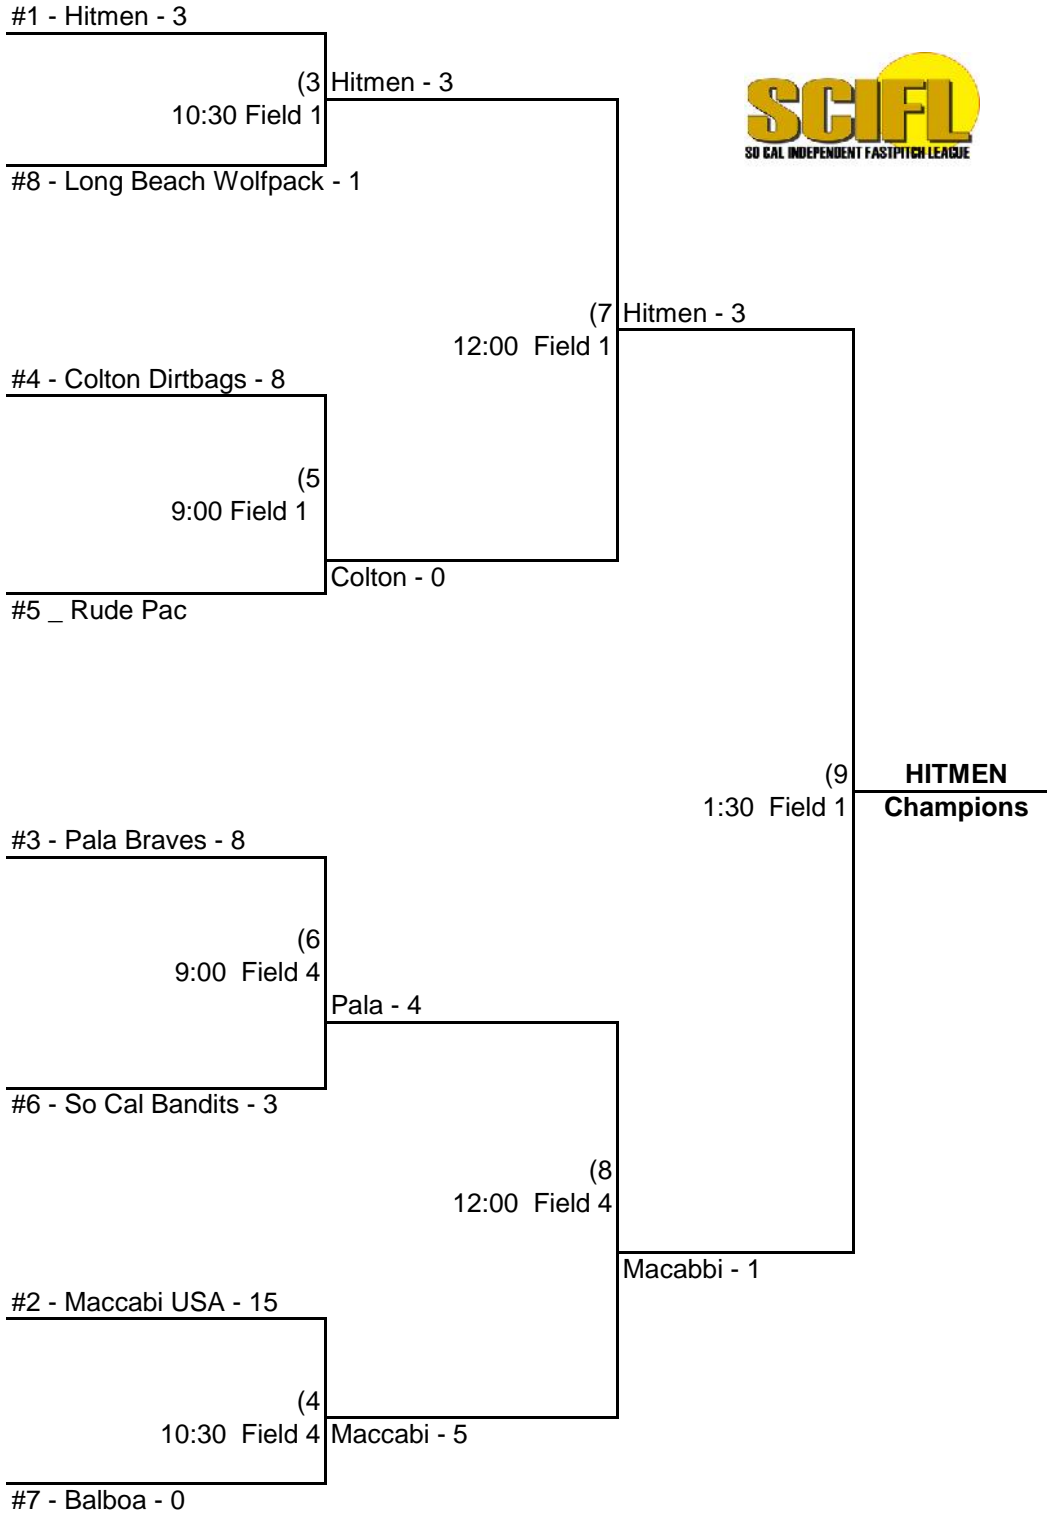 #1 - Hitmen - 3
(3 Hitmen - 3
10:30 Field 1
#8 - Long Beach Wolfpack - 1
SCIFL
SO CAL INDEPENDENT FASTPITCH LEAGUE
(7 Hitmen - 3
12:00 Field 1
#4 - Colton Dirtbags - 8
(5
9:00 Field 1
Colton - 0
#5 _ Rude Pac
(9 HITMEN
1:30 Field 1 Champions
#3 - Pala Braves - 8
(6
9:00 Field 4
Pala - 4
#6 - So Cal Bandits - 3
(8
12:00 Field 4
Macabbi - 1
#2 - Maccabi USA - 15
(4
10:30 Field 4 Maccabi - 5
#7 - Balboa - 0